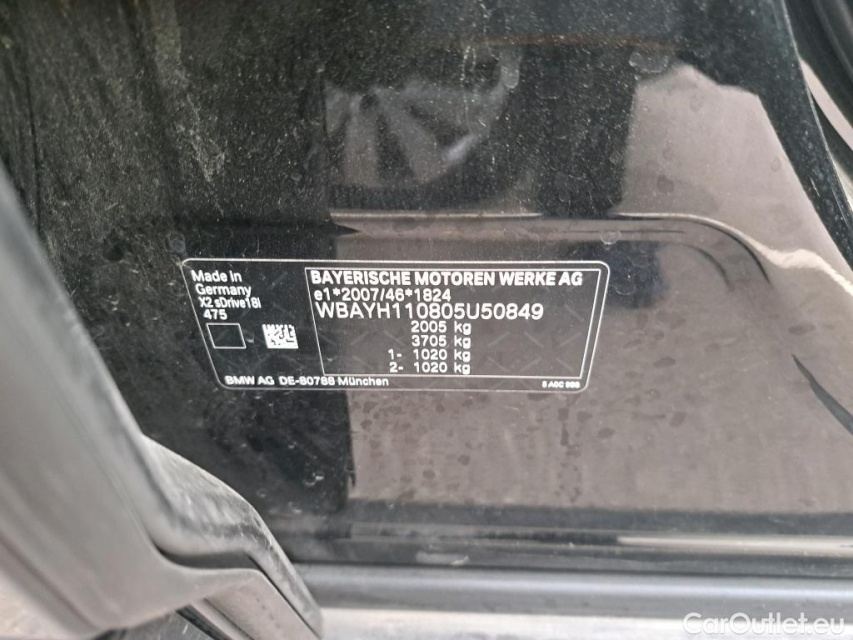 Made in
Germany
X2 sDrive18i
475
BAYERISCHE MOTOREN WERKE AG
e1*2007/46*1824
WBAYH110805U50849
2005 kg
3705 kg
1- 1020 kg
2- 1020 kg
BMW AG DE-80788 München
CarOutlet.eu